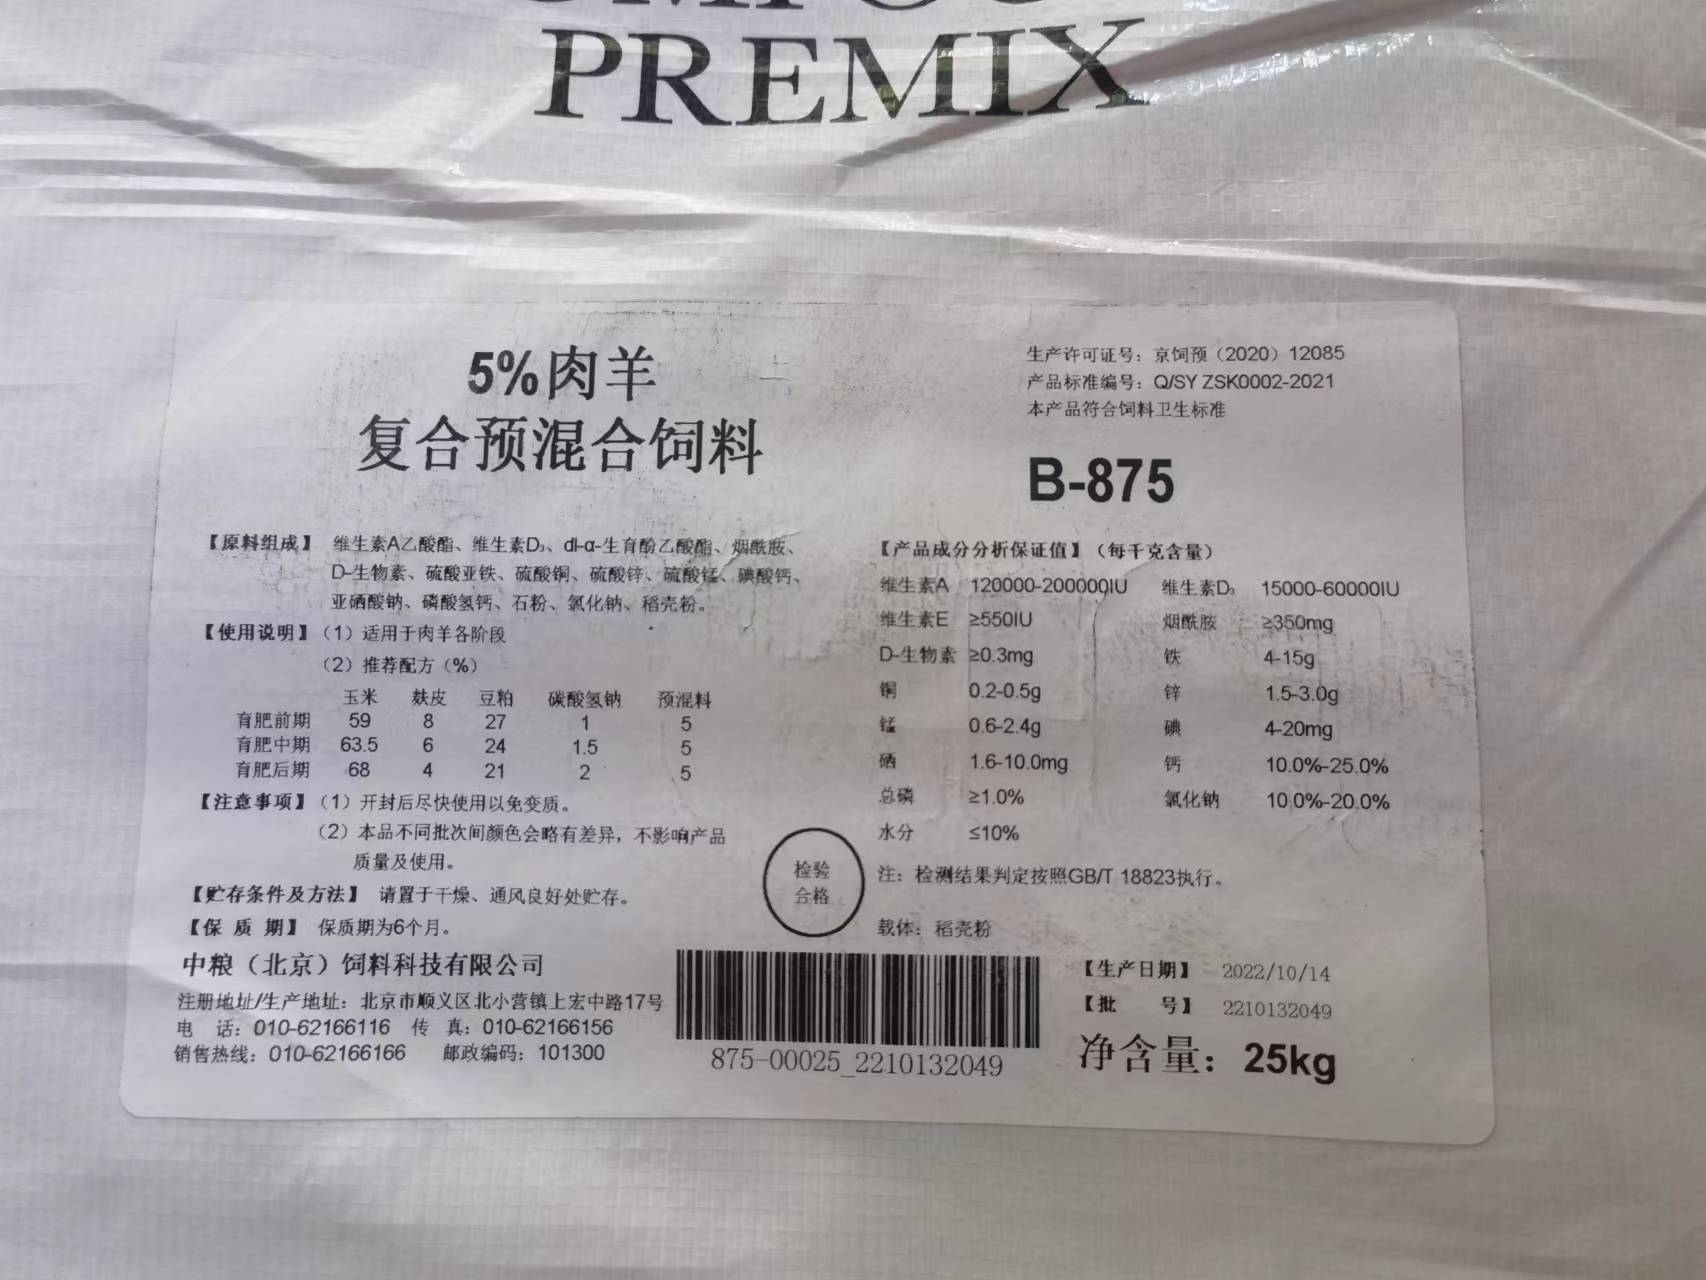 PREMIX
5%肉羊
复合预混合饲料
生产许可证号：京饲预（2020）12085
产品标准编号：Q/SY ZSK0002-2021
本产品符合饲料卫生标准
B-875
【原料组成】 维生素A乙酸酯、维生素D₃、dl-α-生育酚乙酸酯、烟酰胺、
D-生物素、硫酸亚铁、硫酸铜、硫酸锌、硫酸锰、碘酸钙、
亚硒酸钠、磷酸氢钙、石粉、氯化钠、稻壳粉。
【使用说明】（1）适用于肉羊各阶段
（2）推荐配方（%）
玉米 麸皮 豆粕 碳酸氢钠 预混料
育肥前期 59 8 27 1 5
育肥中期 63.5 6 24 1.5 5
育肥后期 68 4 21 2 5
【注意事项】（1）开封后尽快使用以免变质。
（2）本品不同批次间颜色会略有差异，不影响产品
质量及使用。
【贮存条件及方法】 请置于干燥、通风良好处贮存。
【保 质 期】 保质期为6个月。
中粮（北京）饲料科技有限公司
注册地址/生产地址：北京市顺义区北小营镇上宏中路17号
电 话：010-62166116 传 真：010-62166156
销售热线：010-62166166 邮政编码：101300
【产品成分分析保证值】（每千克含量）
维生素A 120000-200000IU 维生素D₃ 15000-60000IU
维生素E ≥550IU 烟酰胺 ≥350mg
D-生物素 ≥0.3mg 铁 4-15g
铜 0.2-0.5g 锌 1.5-3.0g
锰 0.6-2.4g 碘 4-20mg
硒 1.6-10.0mg 钙 10.0%-25.0%
总磷 ≥1.0% 氯化钠 10.0%-20.0%
水分 ≤10%
注：检测结果判定按照GB/T 18823执行。
载体：稻壳粉
检验
合格
875-00025_2210132049
【生产日期】 2022/10/14
【批 号】 2210132049
净含量：25kg